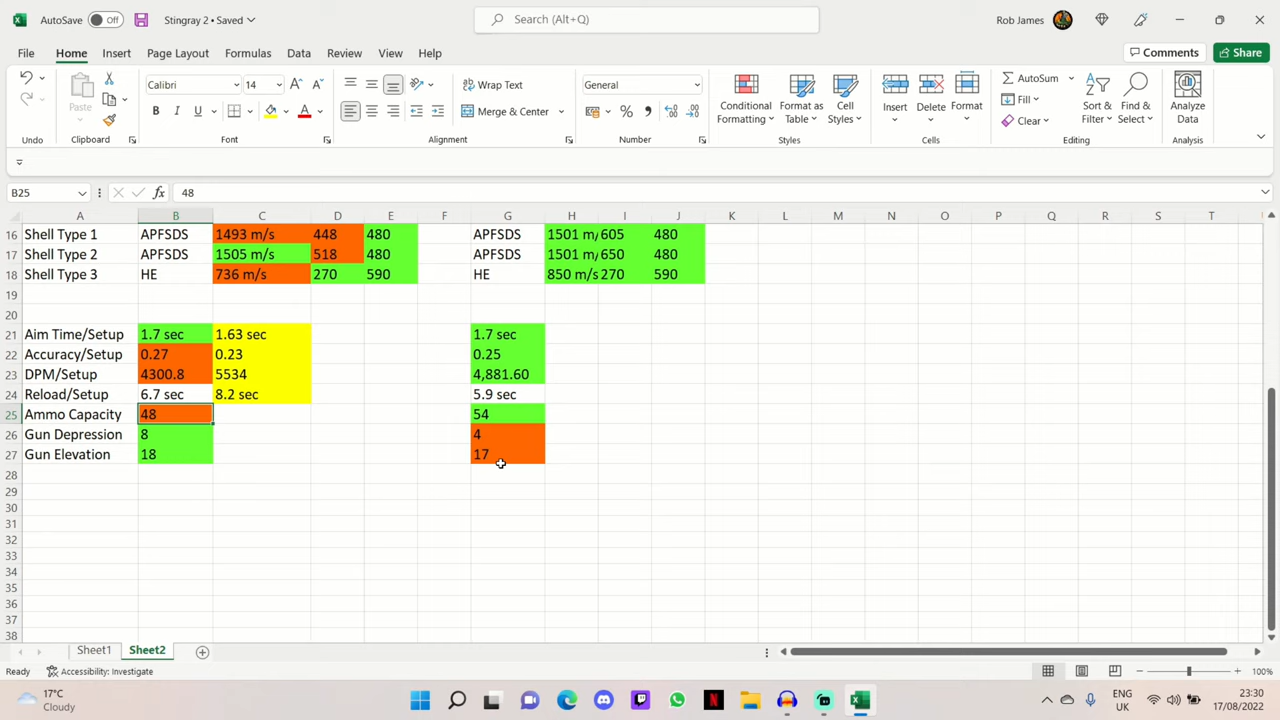 AutoSave Off Stingray 2 • Saved Search (Alt+Q) Rob James
File Home Insert Page Layout Formulas Data Review View Help Comments Share
Undo Paste Clipboard
Calibri 14 B I U A A Font
Wrap Text Merge & Center Alignment
General % Number
Conditional Formatting Format as Table Cell Styles Styles
Insert Delete Format Cells
AutoSum Fill Clear Sort & Filter Find & Select Editing
Analyze Data Analysis
B25 fx 48
A B C D E F G H I J K L M N O P Q R S T
16 Shell Type 1 APFSDS 1493 m/s 448 480 APFSDS 1501 m/ 605 480
17 Shell Type 2 APFSDS 1505 m/s 518 480 APFSDS 1501 m/ 650 480
18 Shell Type 3 HE 736 m/s 270 590 HE 850 m/s 270 590
19
20
21 Aim Time/Setup 1.7 sec 1.63 sec 1.7 sec
22 Accuracy/Setup 0.27 0.23 0.25
23 DPM/Setup 4300.8 5534 4,881.60
24 Reload/Setup 6.7 sec 8.2 sec 5.9 sec
25 Ammo Capacity 48 54
26 Gun Depression 8 4
27 Gun Elevation 18 17
28
29
30
31
32
33
34
35
36
37
38
Sheet1 Sheet2
Ready Accessibility: Investigate 100%
17°C Cloudy ENG UK 23:30 17/08/2022